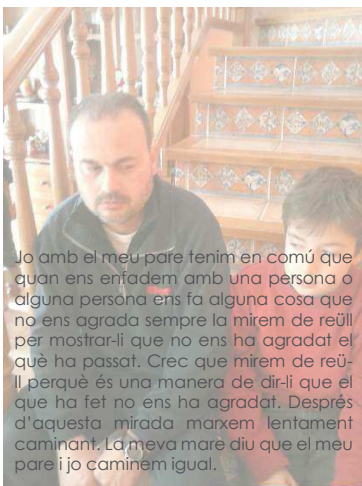 Jo amb el meu pare tenim en comú que
quan ens enfadem amb una persona o
alguna persona ens fa alguna cosa que
no ens agrada sempre la mirem de reüll
per mostrar-li que no ens ha agradat el
què ha passat. Crec que mirem de reü-
ll perquè és una manera de dir-li que el
que ha fet no ens ha agradat. Després
d'aquesta mirada marxem lentament
caminant. La meva mare diu que el meu
pare i jo caminem igual.